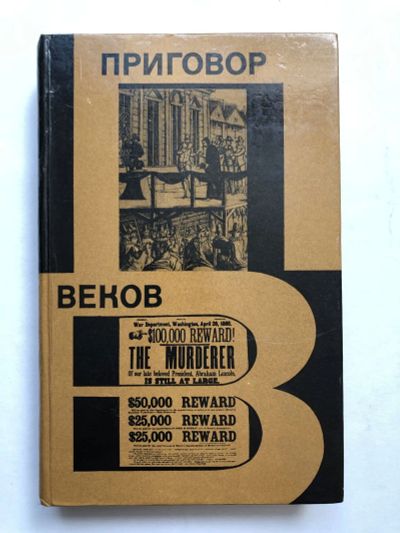 ПРИГОВОР
ВЕКОВ
War Department, Washington, April 20, 1865.
$100,000 REWARD!
THE MURDERER
Of our late beloved President, Abraham Lincoln,
IS STILL AT LARGE.
$50,000 REWARD
$25,000 REWARD
$25,000 REWARD